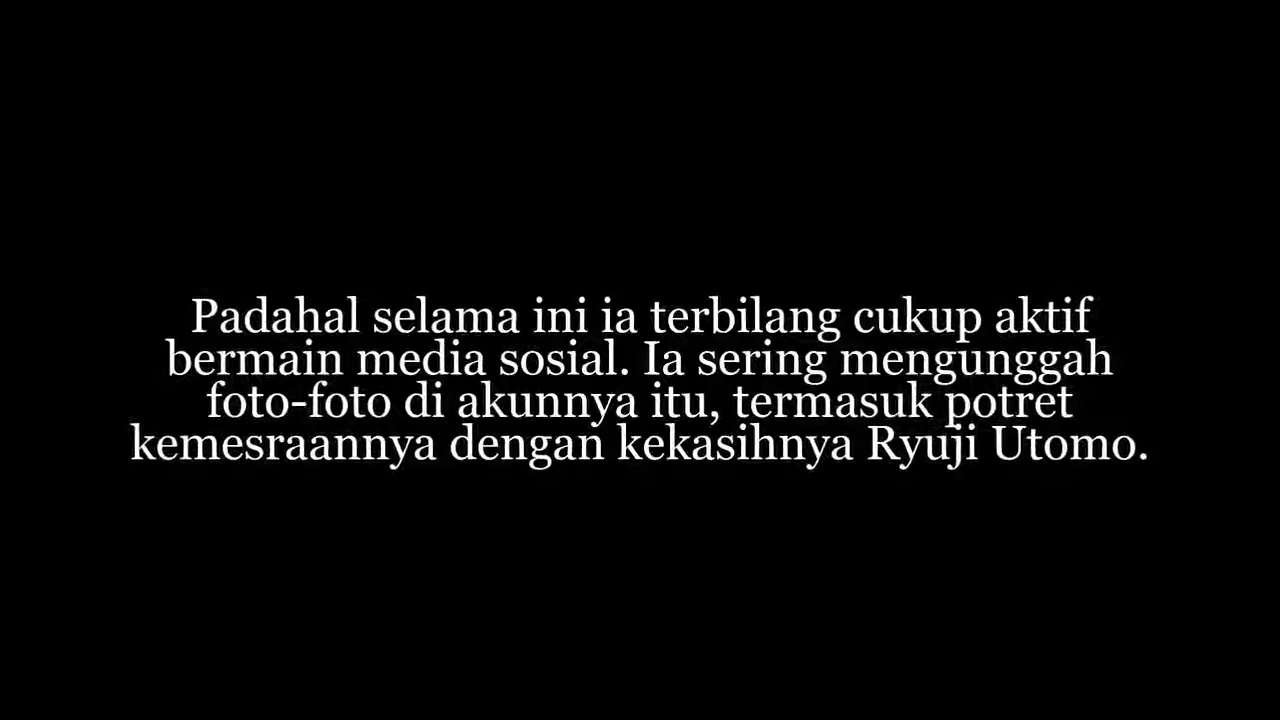 Padahal selama ini ia terbilang cukup aktif
bermain media sosial. Ia sering mengunggah
foto-foto di akunnya itu, termasuk potret
kemesraannya dengan kekasihnya Ryuji Utomo.